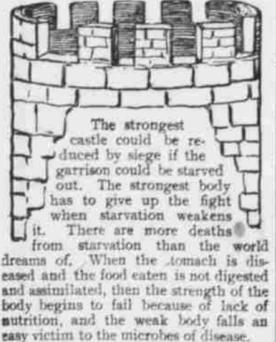 The strongest
castle could be re-
duced by siege if the
garrison could be starved
out. The strongest body
has to give up the fight
when starvation weakens
it. There are more deaths
from starvation than the world
dreams of. When the stomach is dis-
eased and the food eaten is not digested
and assimilated, then the strength of the
body begins to fail because of lack of
nutrition, and the weak body falls an
easy victim to the microbes of disease.